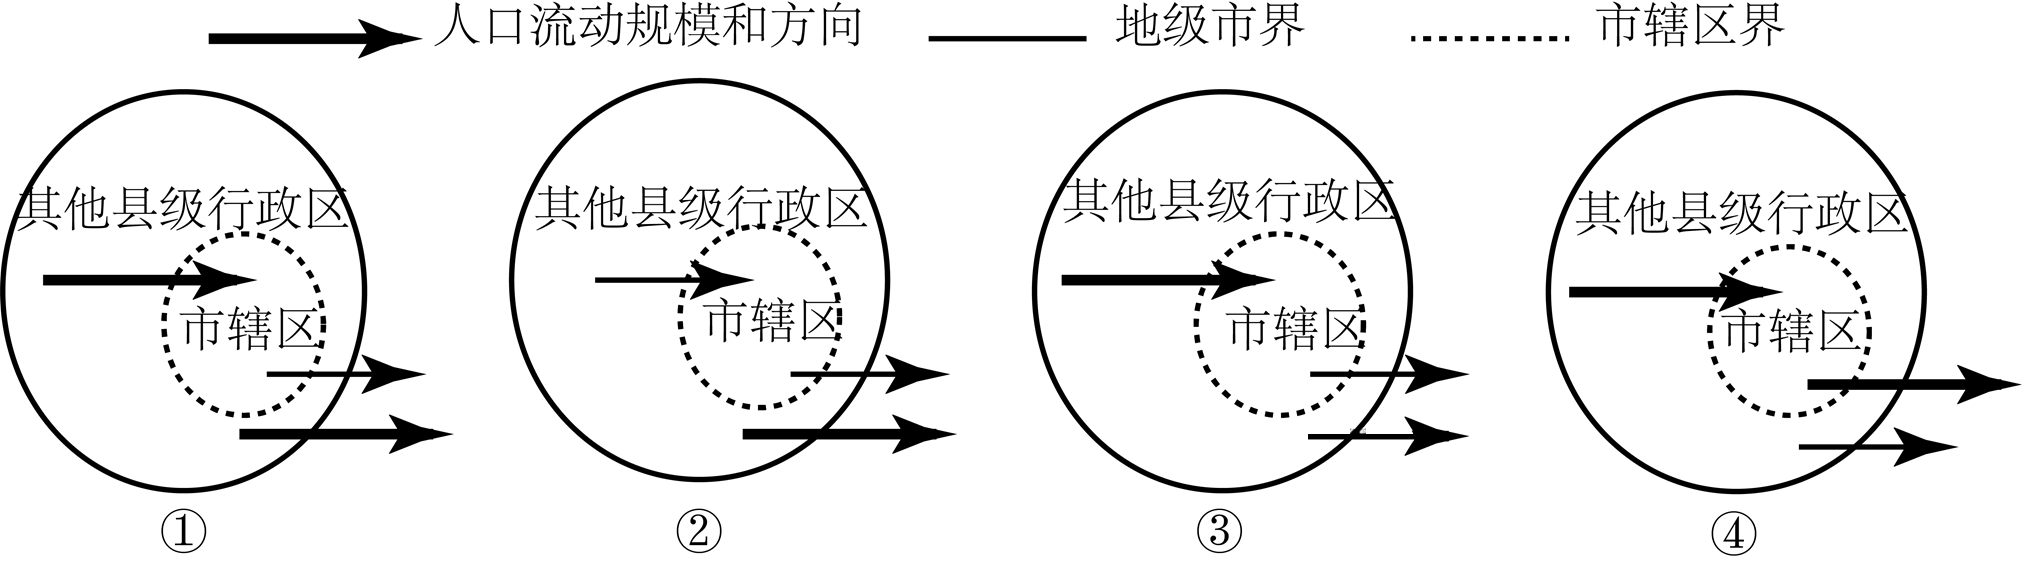 人口流动规模和方向 地级市界 市辖区界
其他县级行政区 其他县级行政区 其他县级行政区 其他县级行政区
市辖区 市辖区 市辖区 市辖区
① ② ③ ④